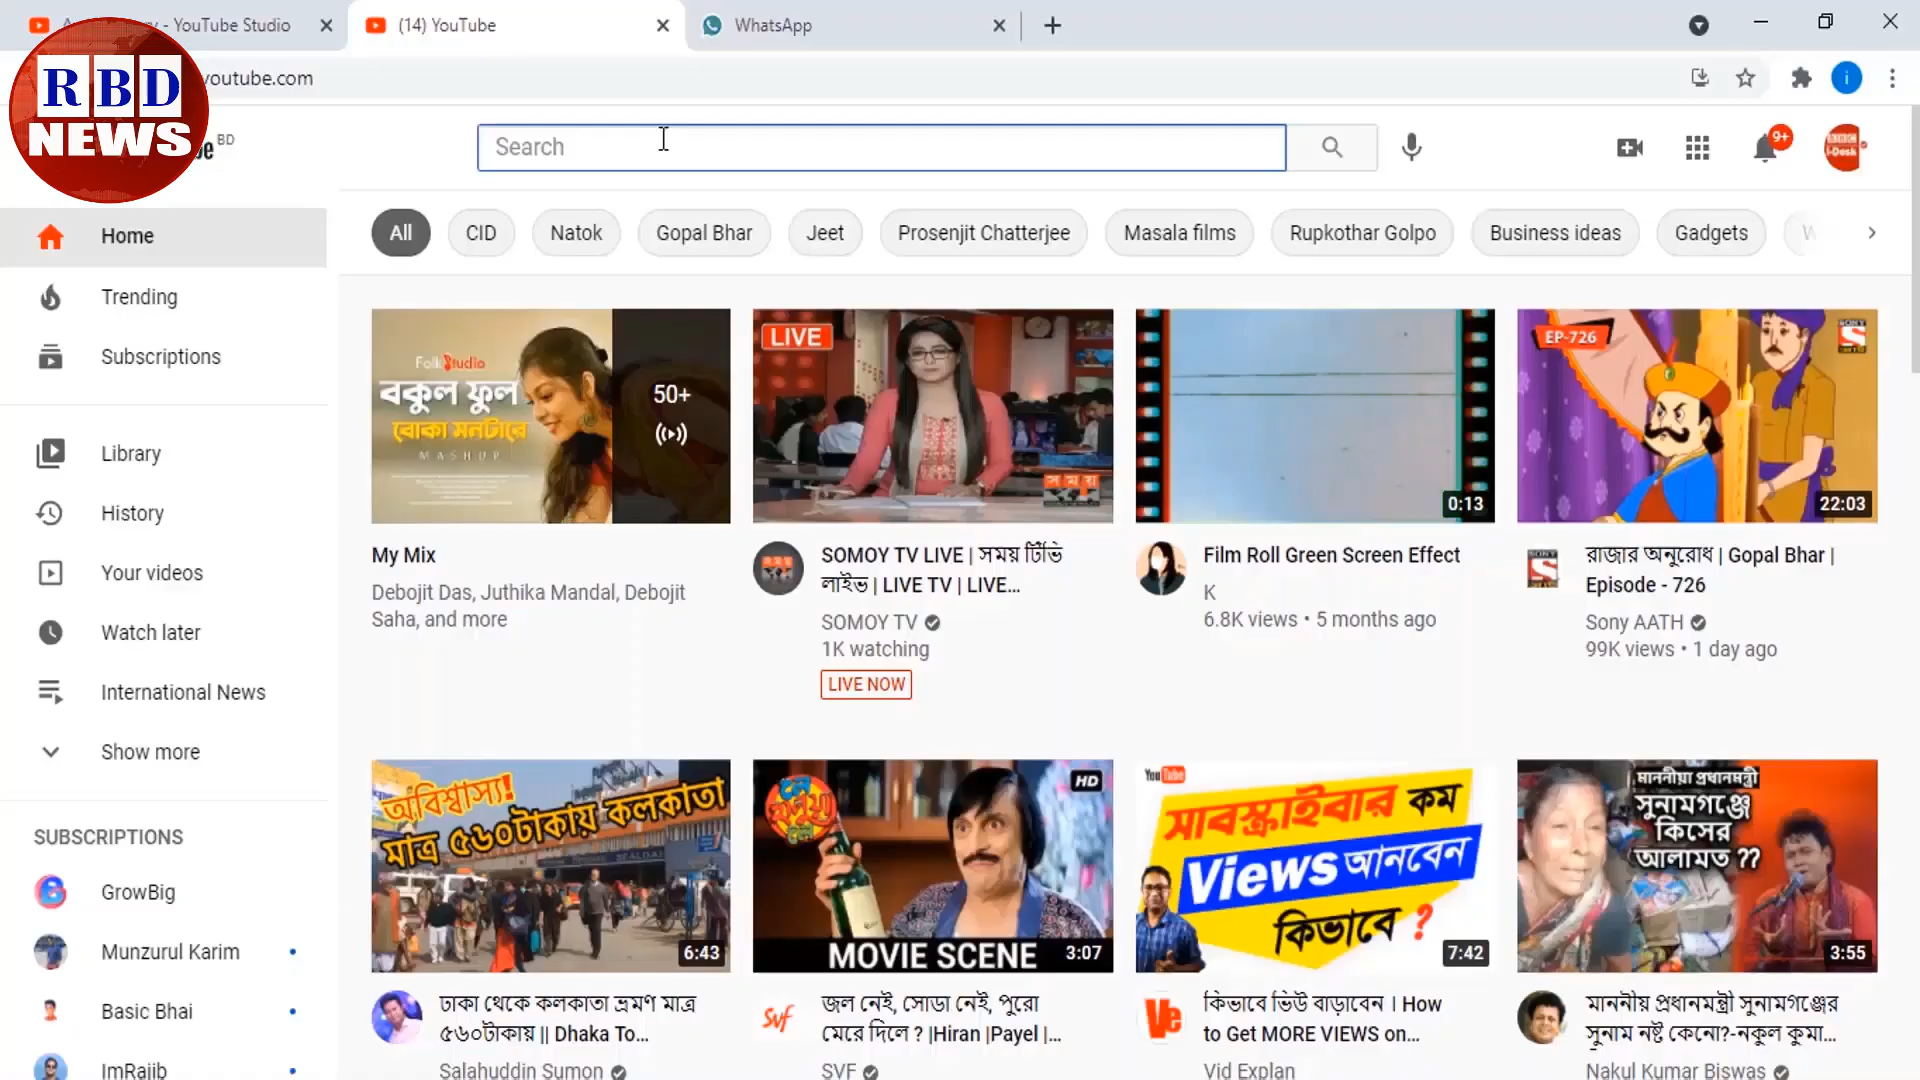 - YouTube Studio
(14) YouTube
WhatsApp
youtube.com
RBD
NEWS
BD
Search
9+
i-Desk
Home
Trending
Subscriptions
Library
History
Your videos
Watch later
International News
Show more
SUBSCRIPTIONS
GrowBig
Munzurul Karim
Basic Bhai
ImRajib
All
CID
Natok
Gopal Bhar
Jeet
Prosenjit Chatterjee
Masala films
Rupkothar Golpo
Business ideas
Gadgets
Folk Studio
বকুল ফুল
বোকা মনটারে
MASHUP
50+
My Mix
Debojit Das, Juthika Mandal, Debojit
Saha, and more
LIVE
সময়
SOMOY TV LIVE | সময় টিভি
লাইভ | LIVE TV | LIVE...
SOMOY TV
1K watching
LIVE NOW
0:13
Film Roll Green Screen Effect
K
6.8K views • 5 months ago
EP-726
SONY
22:03
রাজার অনুরোধ | Gopal Bhar |
Episode - 726
Sony AATH
99K views • 1 day ago
অবিশ্বাস্য!
মাত্র ৫৬০টাকায় কলকাতা
SEALDAH
6:43
ঢাকা থেকে কলকাতা ভ্রমণ মাত্র
৫৬০টাকায় || Dhaka To...
Salahuddin Sumon
HD
MOVIE SCENE
3:07
জল নেই, সোডা নেই, পুরো
মেরে দিলে ? |Hiran |Payel |...
SVF
YouTube
সাবস্ক্রাইবার কম
Views আনবেন
কিভাবে ?
7:42
কিভাবে ভিউ বাড়াবেন । How
to Get MORE VIEWS on...
Vid Explan
মাননীয়া প্রধানমন্ত্রী
সুনামগঞ্জে
কিসের
আলামত ??
3:55
মাননীয় প্রধানমন্ত্রী সুনামগঞ্জের
সুনাম নষ্ট কেনো?-নকুল কুমা...
Nakul Kumar Biswas